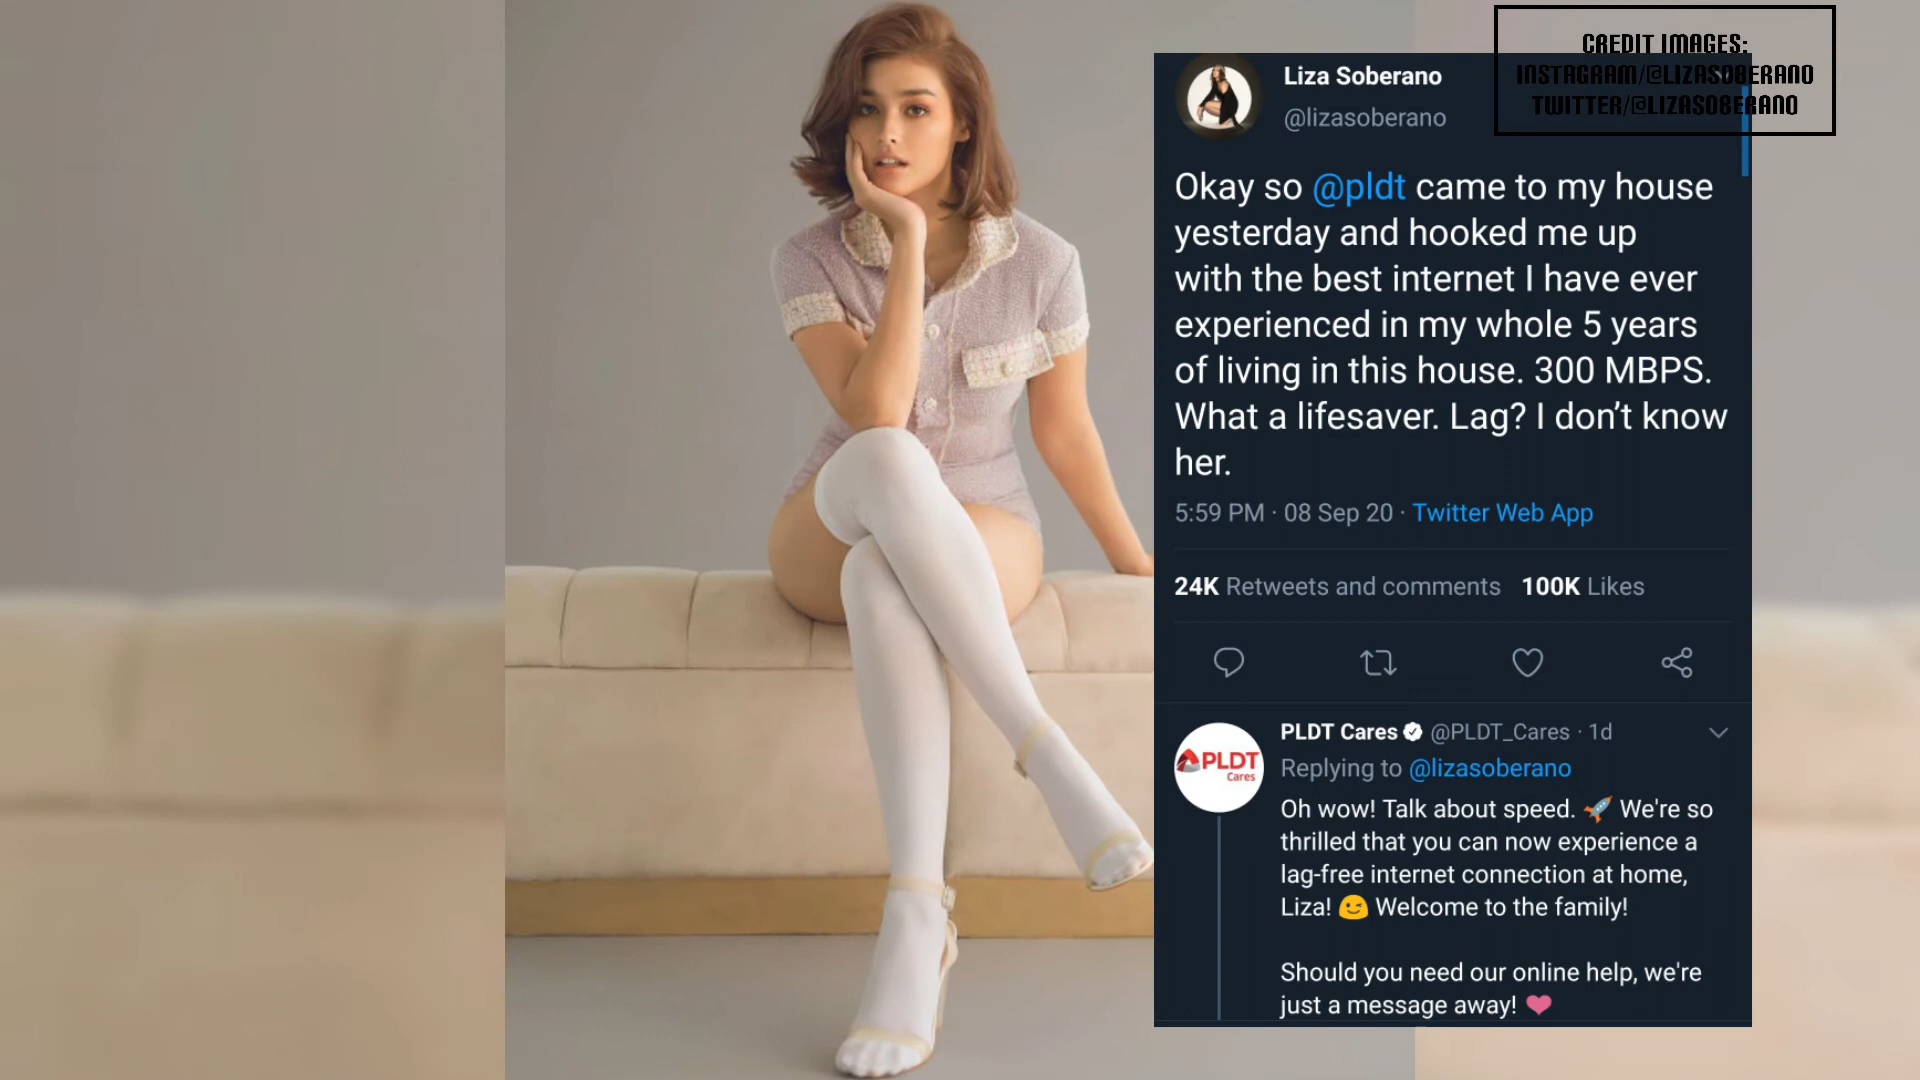 CREDIT IMAGES:
INSTAGRAM/@LIZASOBERANO
TWITTER/@LIZASOBERANO
Liza Soberano
@lizasoberano
Okay so @pldt came to my house
yesterday and hooked me up
with the best internet I have ever
experienced in my whole 5 years
of living in this house. 300 MBPS.
What a lifesaver. Lag? I don’t know
her.
5:59 PM · 08 Sep 20 · Twitter Web App
24K Retweets and comments 100K Likes
PLDT Cares @PLDT_Cares · 1d
PLDT
Cares
Replying to @lizasoberano
Oh wow! Talk about speed. 🚀 We're so
thrilled that you can now experience a
lag-free internet connection at home,
Liza! 😉 Welcome to the family!
Should you need our online help, we're
just a message away! ❤